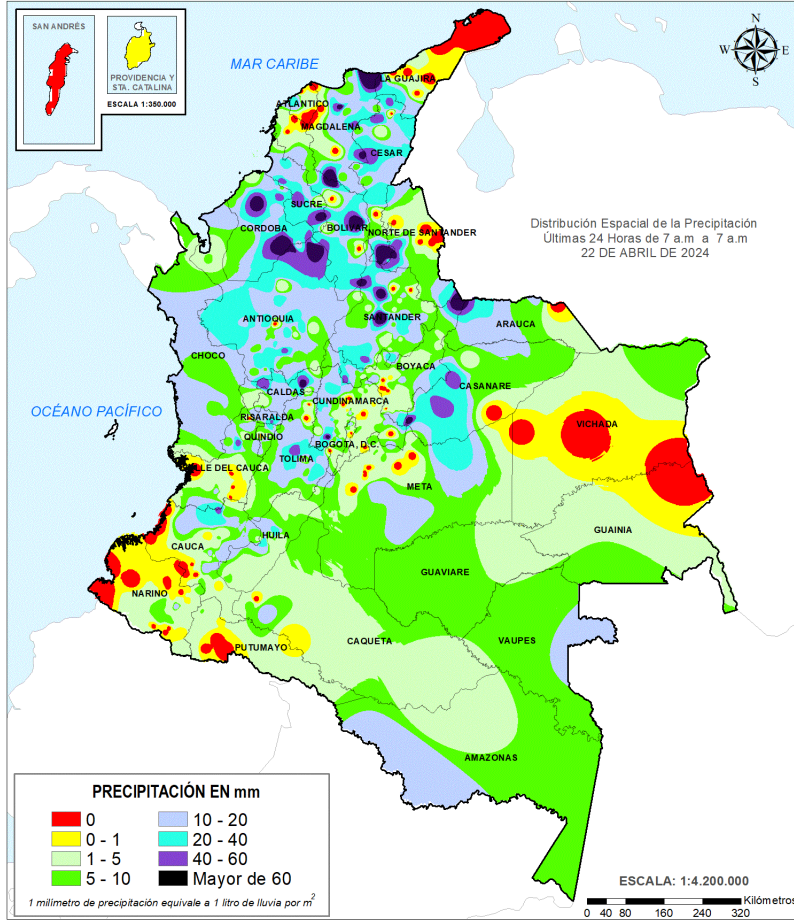 SAN ANDRÉS
PROVIDENCIA Y
STA. CATALINA
ESCALA 1:350.000
MAR CARIBE
N
W E
S
LA GUAJIRA
ATLANTICO
MAGDALENA
CESAR
SUCRE
CORDOBA
BOLIVAR
NORTE DE SANTANDER
Distribución Espacial de la Precipitación
Últimas 24 Horas de 7 a.m a 7 a.m
22 DE ABRIL DE 2024
ANTIOQUIA
SANTANDER
ARAUCA
CHOCO
BOYACA
CASANARE
CALDAS
CUNDINAMARCA
OCÉANO PACÍFICO
RISARALDA
VICHADA
QUINDIO
BOGOTA, D.C.
TOLIMA
VALLE DEL CAUCA
META
GUAINIA
HUILA
CAUCA
GUAVIARE
NARINO
CAQUETA
VAUPES
PUTUMAYO
AMAZONAS
PRECIPITACIÓN EN mm
0
0 - 1
1 - 5
5 - 10
10 - 20
20 - 40
40 - 60
Mayor de 60
1 milímetro de precipitación equivale a 1 litro de lluvia por m2
ESCALA: 1:4.200.000
Kilómetros
0 40 80 160 240 320